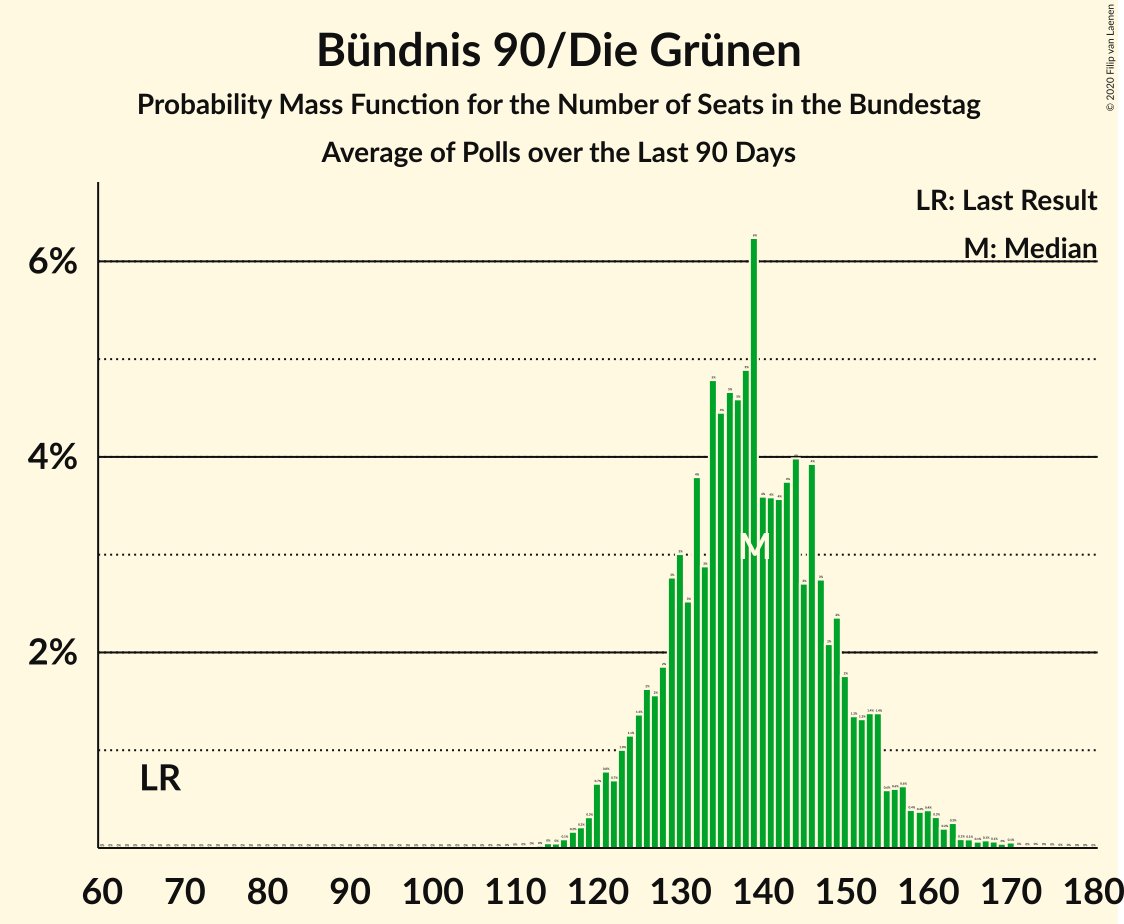 Bündnis 90/Die Grünen
Probability Mass Function for the Number of Seats in the Bundestag
Average of Polls over the Last 90 Days
© 2020 Filip van Laenen
LR: Last Result
M: Median
6%
4%
2%
LR
M
60 70 80 90 100 110 120 130 140 150 160 170 180